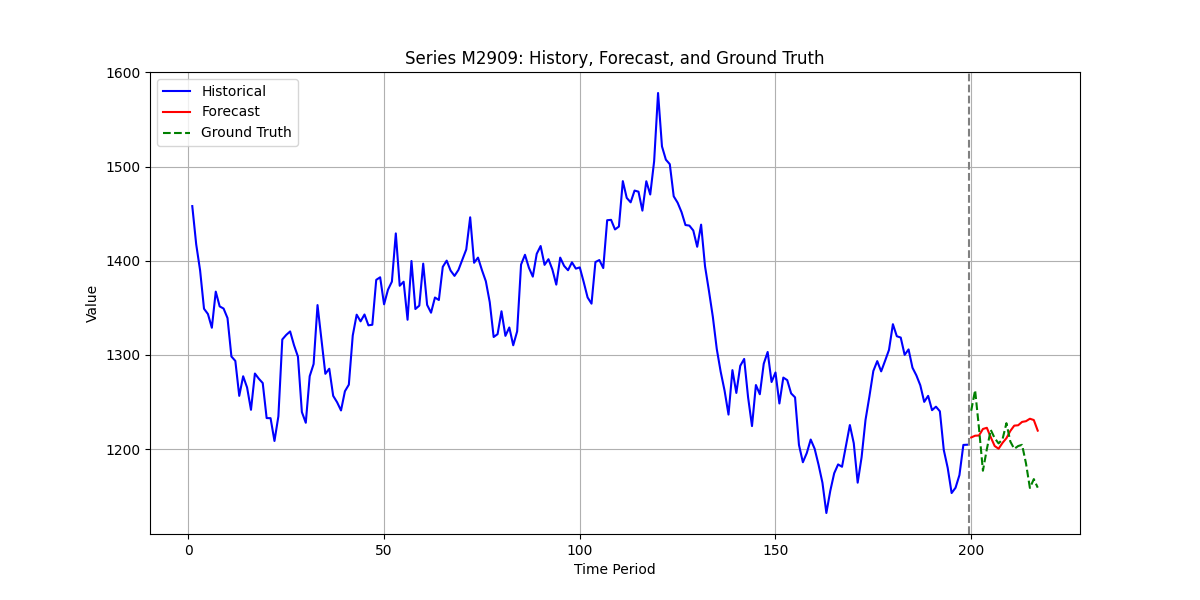 Series M2909: History, Forecast, and Ground Truth
Historical
Forecast
Ground Truth
1600
1500
1400
1300
1200
Value
0 50 100 150 200
Time Period